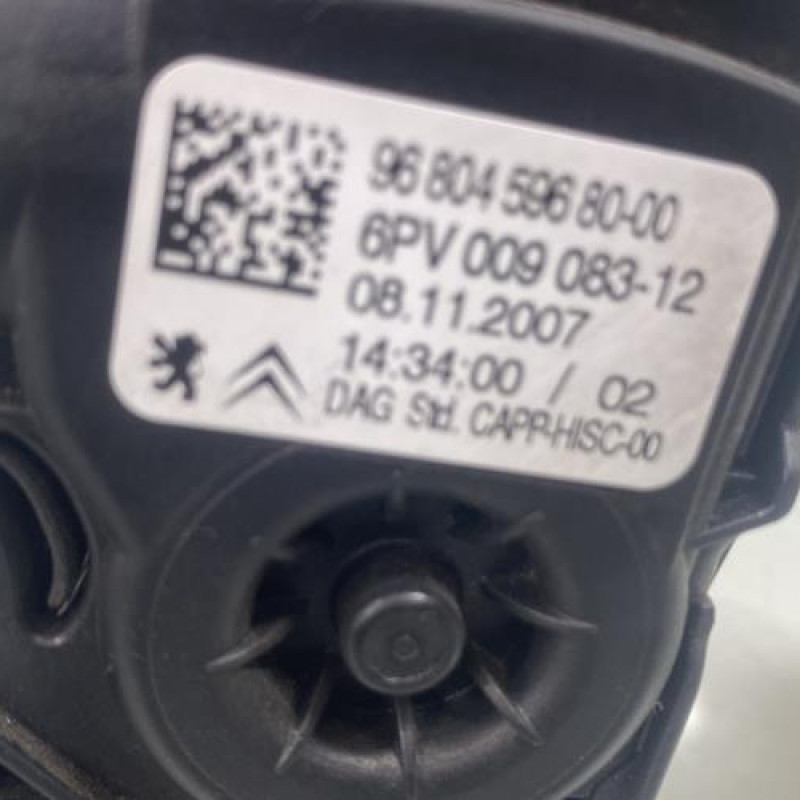 96 804 596 80-00
6PV 009 083-12
08.11.2007
14:34:00 / 02
DAG Std. CAPP-HISC-00